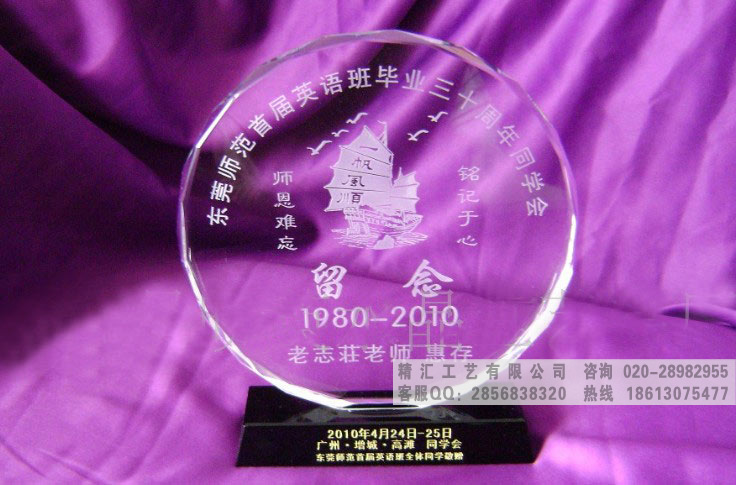 东莞师范首届英语班毕业三十周年同学会
一帆風順
师恩难忘
铭记于心
留念
1980-2010
老志荘老师 惠存
2010年4月24日-25日
广州·增城·高滩 同学会
东莞师范首届英语班全体同学敬赠
精汇工艺有限公司 咨询 020-28982955
客服QQ：2856838320 热线 18613075477